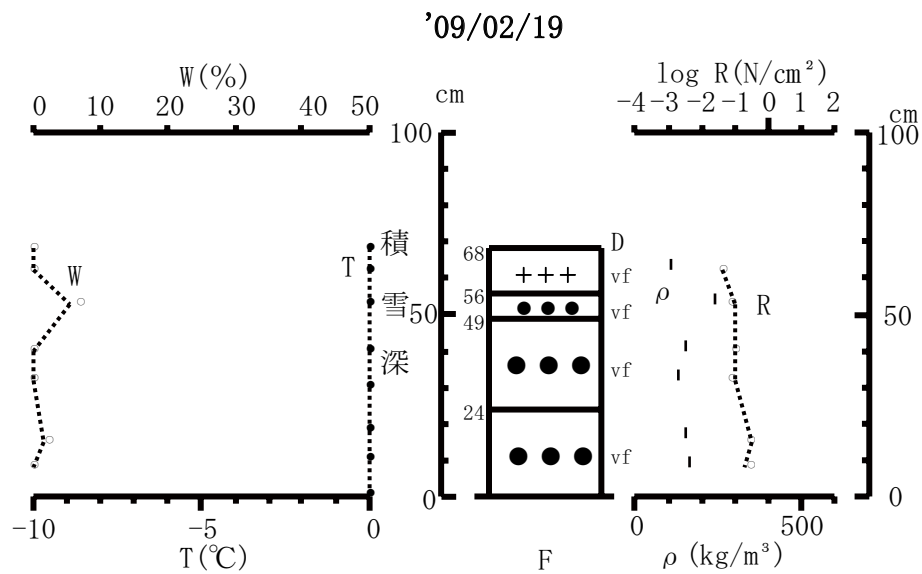 '09/02/19
W(%)
0 10 20 30 40 50
cm
log R(N/cm²)
-4 -3 -2 -1 0 1 2
cm
100
100
積
雪
深
W
T
D
68
+++
vf
56
vf
49
vf
24
vf
ρ
R
50
50
0
0
-10 -5 0
T(℃)
F
0 500
ρ (kg/m³)